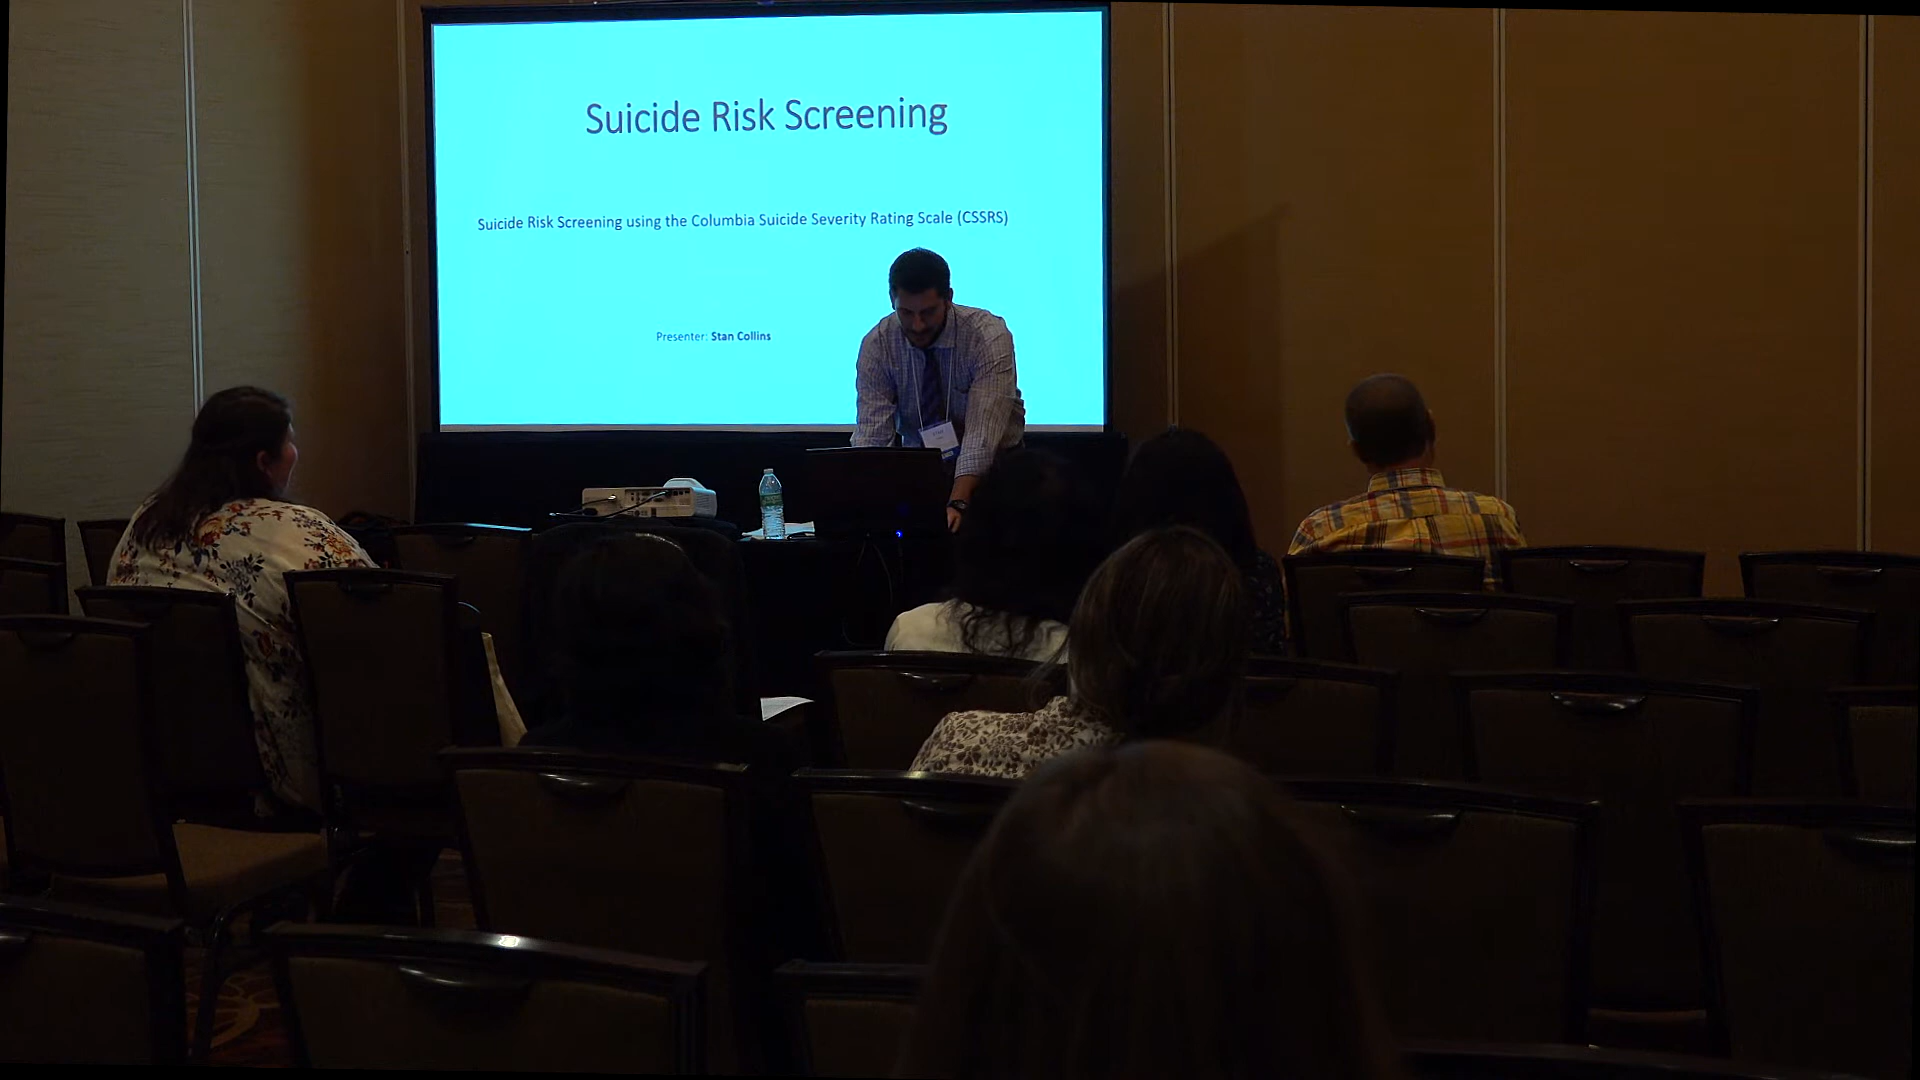 Suicide Risk Screening
Suicide Risk Screening using the Columbia Suicide Severity Rating Scale (CSSRS)
Presenter: Stan Collins